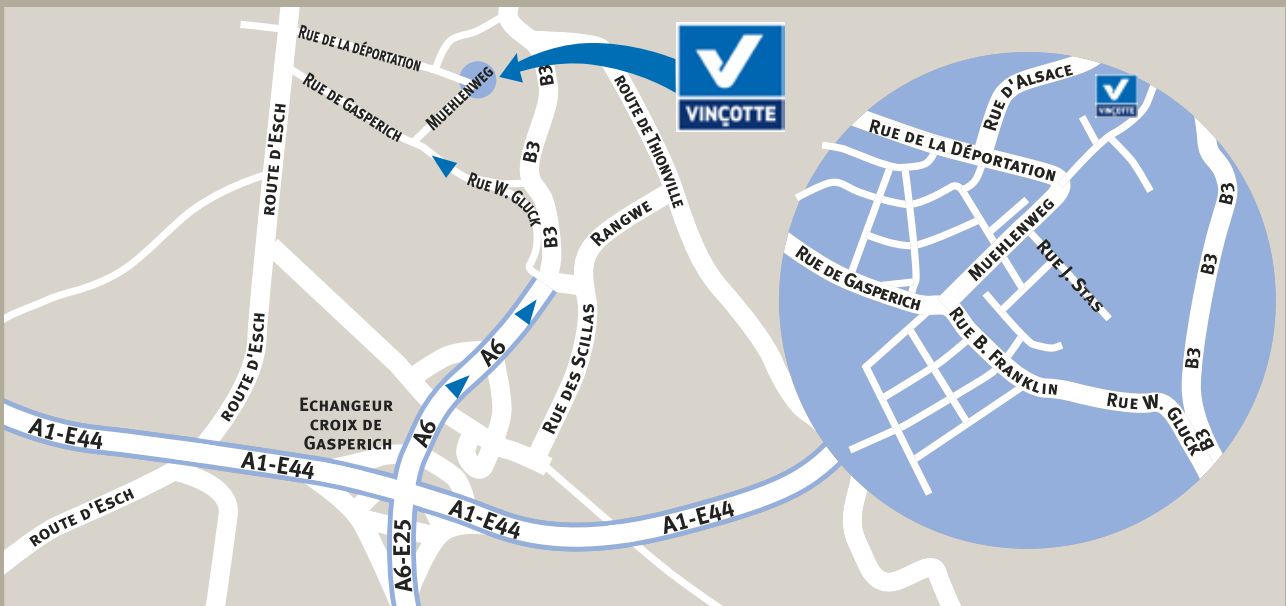 Rue de la Déportation
Muehlenweg
Rue de Gasperich
Route d'Esch
B3
VINÇOTTE
Route de Thionville
B3
Rue W. Gluck
B3
Rangwe
Route d'Esch
A6
Rue des Scillas
Echangeur
croix de
Gasperich
A6
A1-E44
A1-E44
A1-E44
A1-E44
Route d'Esch
A6-E25
Rue d'Alsace
VINÇOTTE
Rue de la Déportation
B3
Muehlenweg
Rue J. Stas
B3
Rue de Gasperich
Rue B. Franklin
B3
Rue W. Gluck
B3